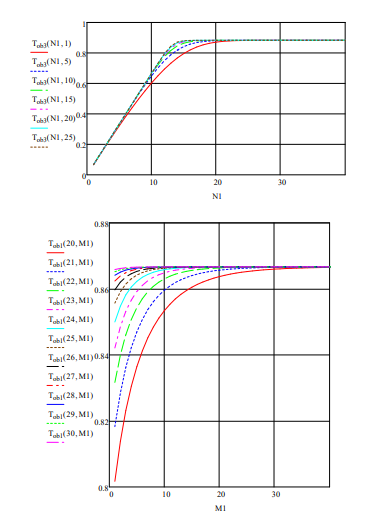 1
T_ob3(N1,1)
0.8
T_ob3(N1,5)
T_ob3(N1,10)
0.6
T_ob3(N1,15)
0.4
T_ob3(N1,20)
0.2
T_ob3(N1,25)
0
0 10 20 30
N1
0.88
T_ob1(20,M1)
T_ob1(21,M1)
T_ob1(22,M1)
0.86
T_ob1(23,M1)
T_ob1(24,M1)
T_ob1(25,M1)
0.84
T_ob1(26,M1)
T_ob1(27,M1)
T_ob1(28,M1)
0.82
T_ob1(29,M1)
T_ob1(30,M1)
0.8
0 10 20 30
M1